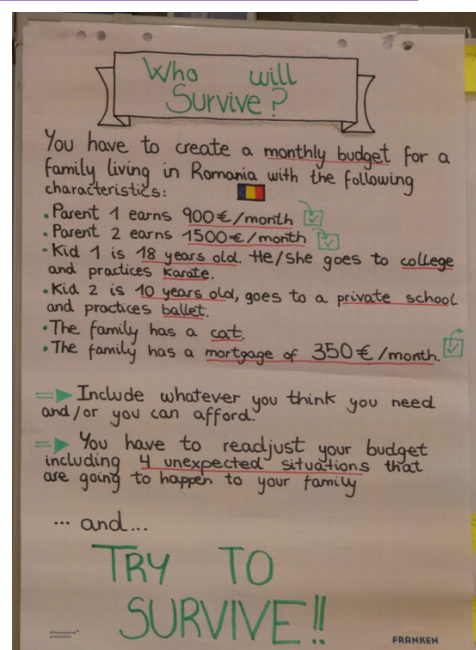 Who will
Survive?
You have to create a monthly budget for a
family living in Romania with the following
characteristics:
• Parent 1 earns 900€/month
• Parent 2 earns 1500€/month
• Kid 1 is 18 years old. He/she goes to college
and practices karate.
• Kid 2 is 10 years old, goes to a private school
and practices ballet.
• The family has a cat.
• The family has a mortgage of 350€/month.
⇒ Include whatever you think you need
and/or you can afford.
⇒ You have to readjust your budget
including 4 unexpected situations that
are going to happen to your family
... and...
TRY TO
SURVIVE!!
FRANKEN